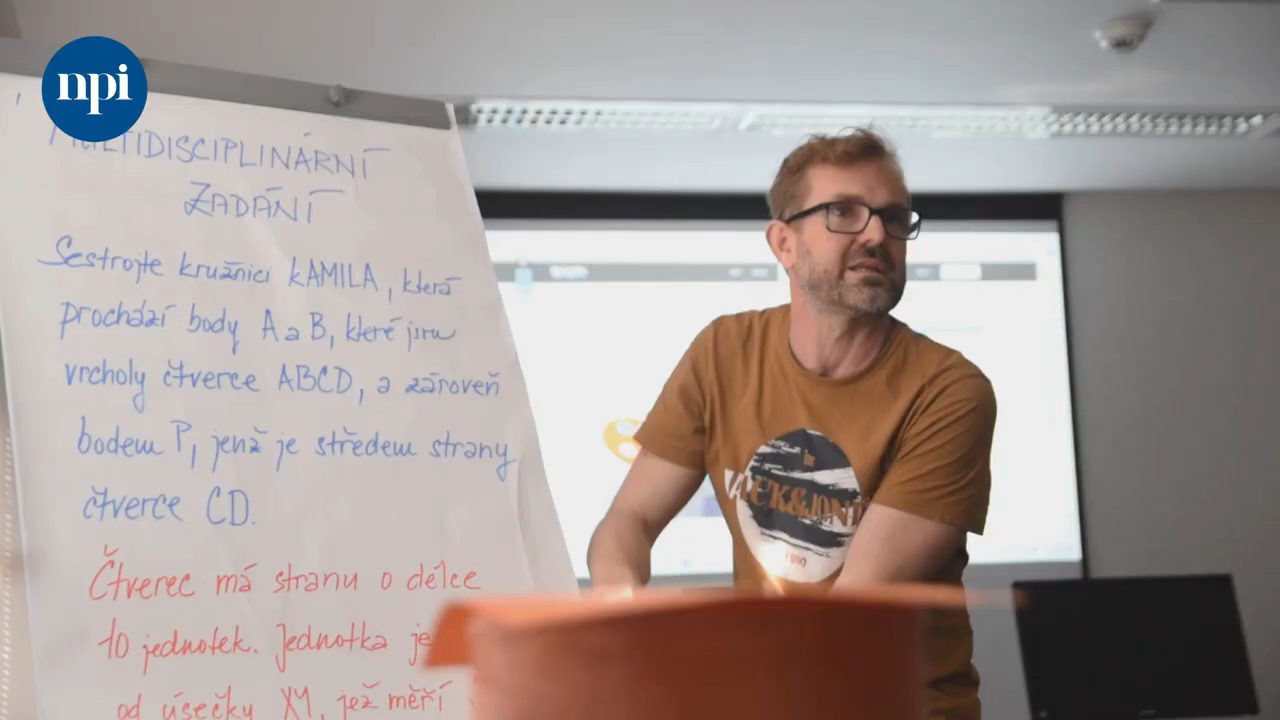 npi
MULTIDISCIPLINÁRNÍ
ZADÁNÍ
Sestrojte kružnici kAMILA, která
prochází body A a B, které jsou
vrcholy čtverce ABCD, a zároveň
bodem P, jenž je středem strany
čtverce CD.
Čtverec má stranu o délce
10 jednotek. Jednotka je
od úsečky XY, jež měří